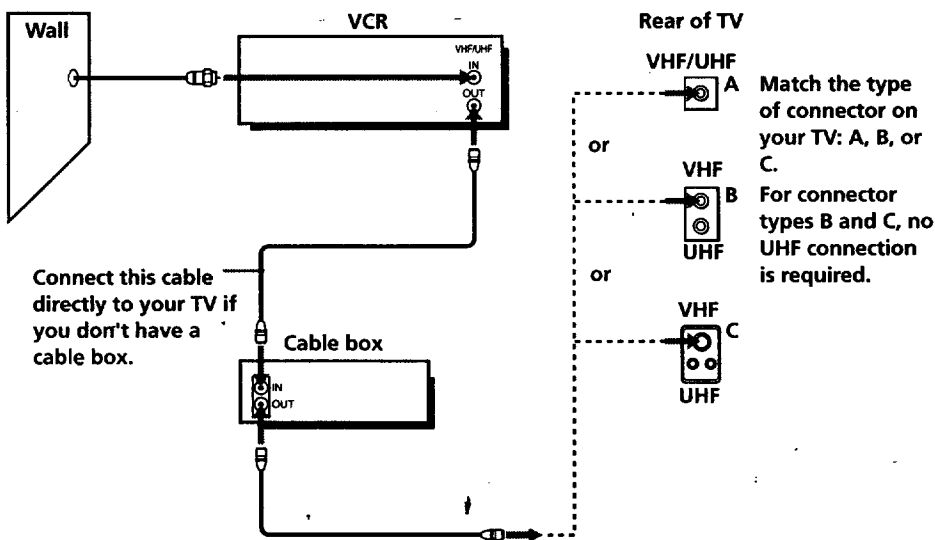 Wall
VCR
VHF/UHF
IN
OUT
Connect this cable
directly to your TV if
you don't have a
cable box.
Cable box
IN
OUT
Rear of TV
VHF/UHF
A
or
VHF
B
UHF
or
VHF
C
UHF
Match the type
of connector on
your TV: A, B, or
C.
For connector
types B and C, no
UHF connection
is required.